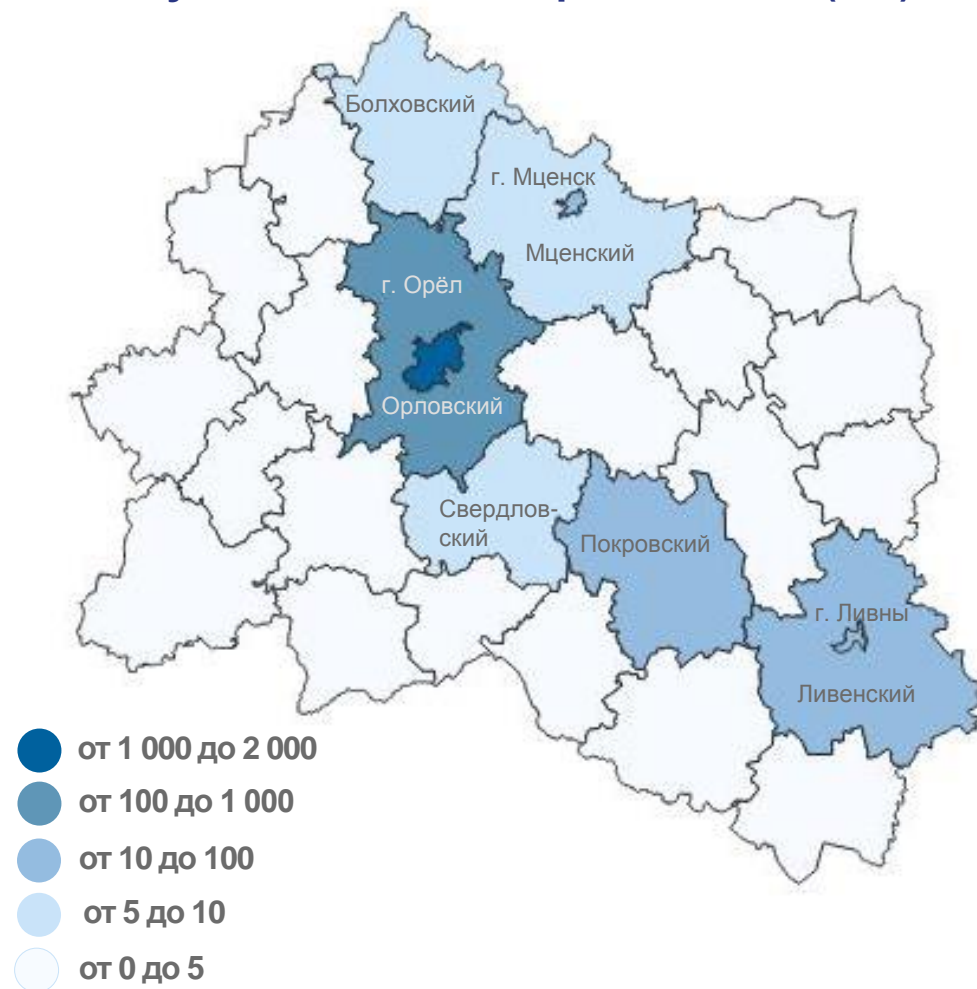 Болховский
г. Мценск
Мценский
г. Орёл
Орловский
Свердлов-
ский
Покровский
г. Ливны
Ливенский
от 1 000 до 2 000
от 100 до 1 000
от 10 до 100
от 5 до 10
от 0 до 5